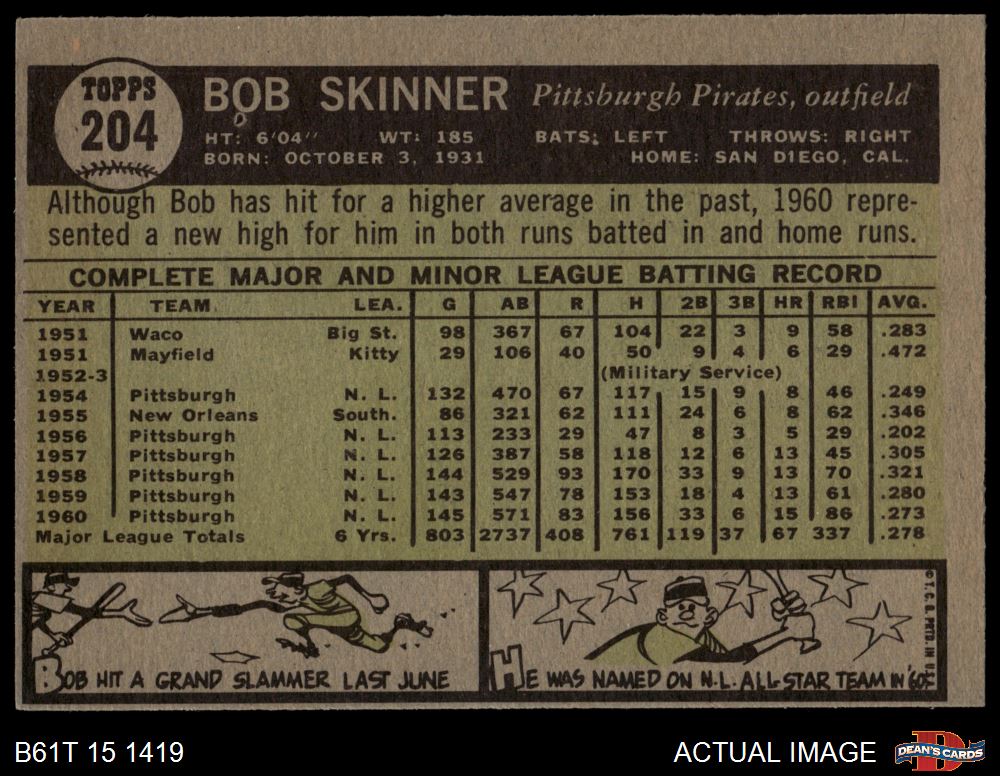 TOPPS
204
BOB SKINNER Pittsburgh Pirates, outfield
HT: 6'04" WT: 185 BATS: LEFT THROWS: RIGHT
BORN: OCTOBER 3, 1931 HOME: SAN DIEGO, CAL.
Although Bob has hit for a higher average in the past, 1960 repre-
sented a new high for him in both runs batted in and home runs.
COMPLETE MAJOR AND MINOR LEAGUE BATTING RECORD
YEAR TEAM LEA. G AB R H 2B 3B HR RBI AVG.
1951 Waco Big St. 98 367 67 104 22 3 9 58 .283
1951 Mayfield Kitty 29 106 40 50 9 4 6 29 .472
1952-3 (Military Service)
1954 Pittsburgh N. L. 132 470 67 117 15 9 8 46 .249
1955 New Orleans South. 86 321 62 111 24 6 8 62 .346
1956 Pittsburgh N. L. 113 233 29 47 8 3 5 29 .202
1957 Pittsburgh N. L. 126 387 58 118 12 6 13 45 .305
1958 Pittsburgh N. L. 144 529 93 170 33 9 13 70 .321
1959 Pittsburgh N. L. 143 547 78 153 18 4 13 61 .280
1960 Pittsburgh N. L. 145 571 83 156 33 6 15 86 .273
Major League Totals 6 Yrs. 803 2737 408 761 119 37 67 337 .278
BOB HIT A GRAND SLAMMER LAST JUNE
HE WAS NAMED ON N.L. ALL-STAR TEAM IN '60.
© T. C. G. PRTD. IN U.S.A.
B61T 15 1419
ACTUAL IMAGE
D
DEAN'S CARDS